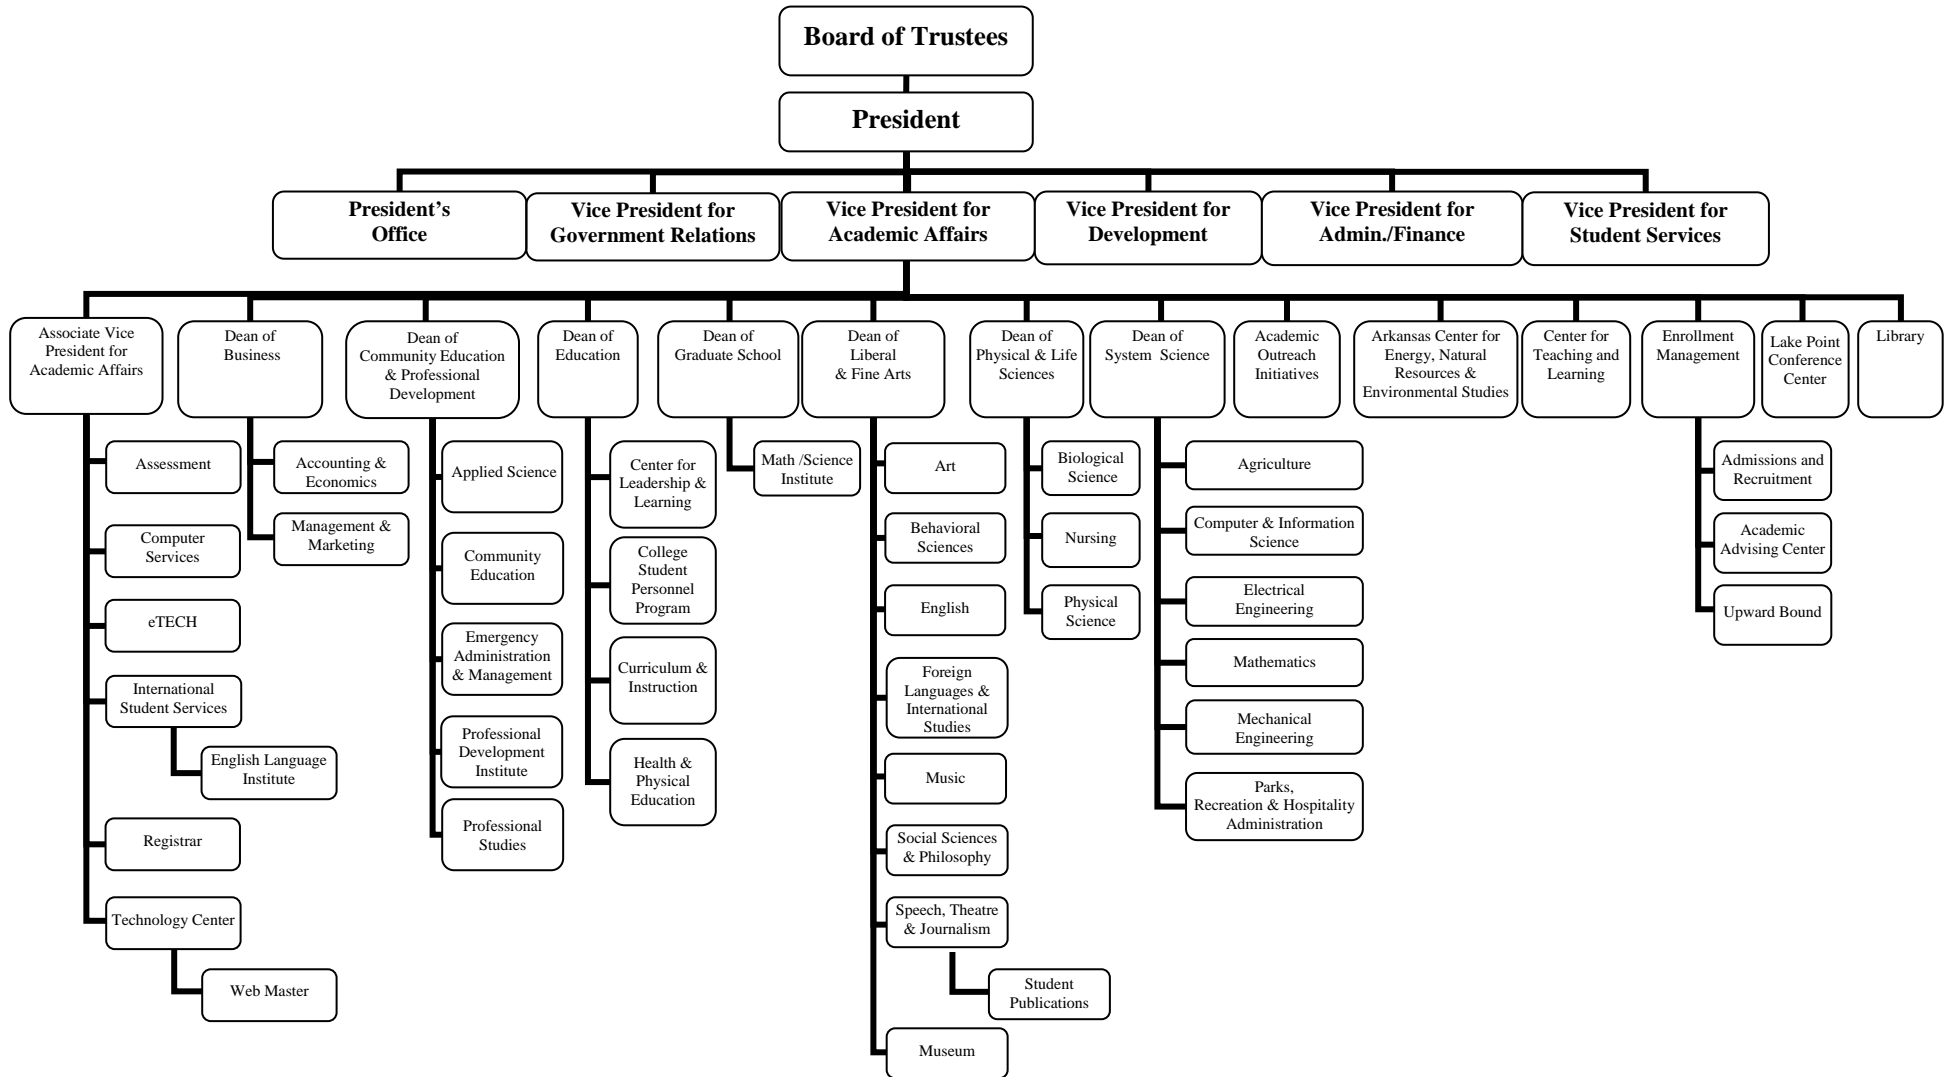 Board of Trustees
President
President’s
Office
Vice President for
Government Relations
Vice President for
Academic Affairs
Vice President for
Development
Vice President for
Admin./Finance
Vice President for
Student Services
Associate Vice
President for
Academic Affairs
Dean of
Business
Dean of
Community Education
& Professional
Development
Dean of
Education
Dean of
Graduate School
Dean of
Liberal
& Fine Arts
Dean of
Physical & Life
Sciences
Dean of
System Science
Academic
Outreach
Initiatives
Arkansas Center for
Energy, Natural
Resources &
Environmental Studies
Center for
Teaching and
Learning
Enrollment
Management
Lake Point
Conference
Center
Library
Assessment
Computer
Services
eTECH
International
Student Services
English Language
Institute
Registrar
Technology Center
Web Master
Accounting &
Economics
Management &
Marketing
Applied Science
Community
Education
Emergency
Administration
& Management
Professional
Development
Institute
Professional
Studies
Center for
Leadership &
Learning
College
Student
Personnel
Program
Curriculum &
Instruction
Health &
Physical
Education
Math /Science
Institute
Art
Behavioral
Sciences
English
Foreign
Languages &
International
Studies
Music
Social Sciences
& Philosophy
Speech, Theatre
& Journalism
Student
Publications
Museum
Biological
Science
Nursing
Physical
Science
Agriculture
Computer & Information
Science
Electrical
Engineering
Mathematics
Mechanical
Engineering
Parks,
Recreation & Hospitality
Administration
Admissions and
Recruitment
Academic
Advising Center
Upward Bound